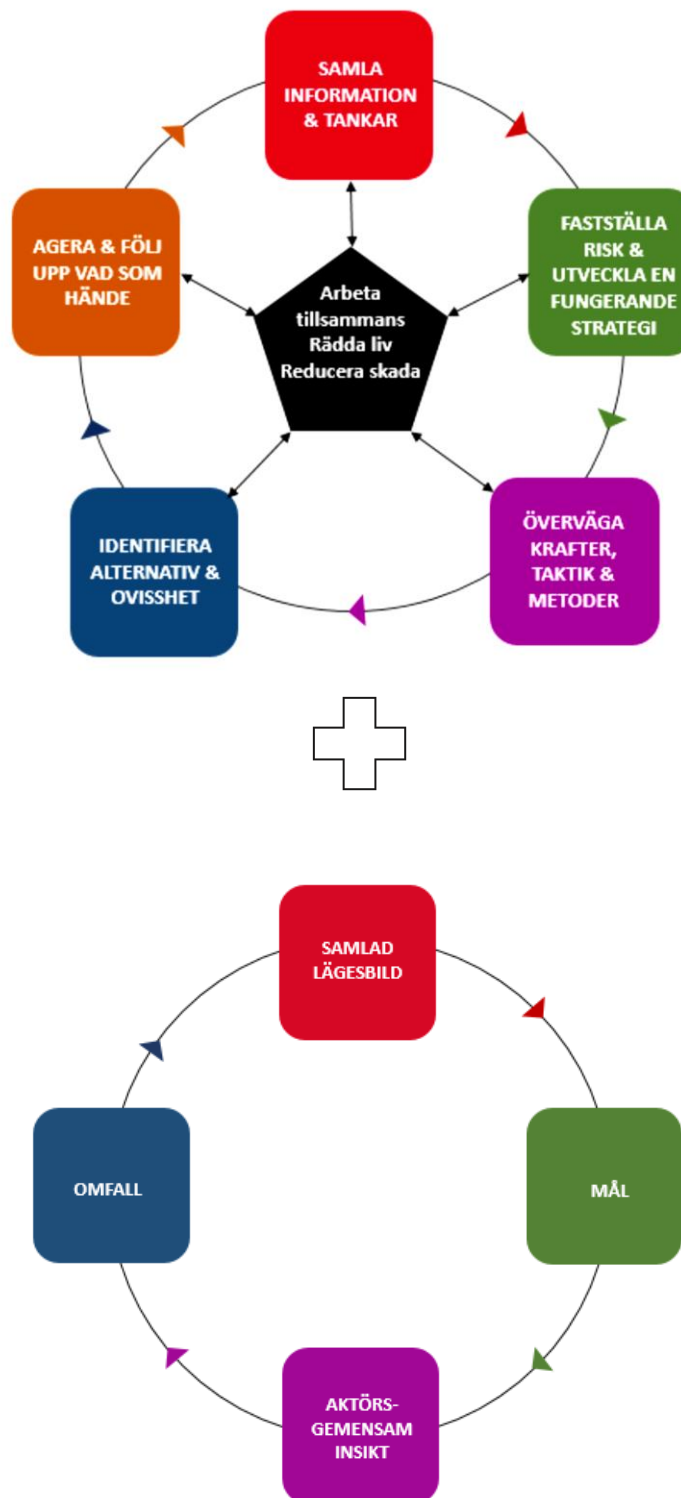 SAMLA
INFORMATION
& TANKAR
FASTSTÄLLA
RISK &
UTVECKLA EN
FUNGERANDE
STRATEGI
AGERA & FÖLJ
UPP VAD SOM
HÄNDE
Arbeta
tillsammans
Rädda liv
Reducera skada
IDENTIFIERA
ALTERNATIV &
OVISSHET
ÖVERVÄGA
KRAFTER,
TAKTIK &
METODER
SAMLAD
LÄGESBILD
OMFALL
MÅL
AKTÖRS-
GEMENSAM
INSIKT